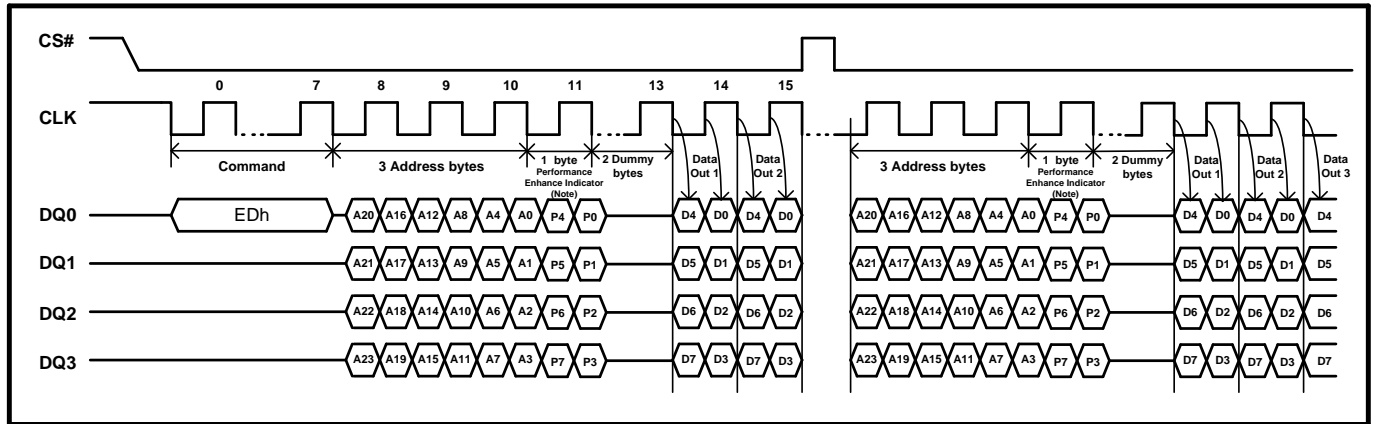 CS#
0 7 8 9 10 11 13 14 15
CLK
Command 3 Address bytes 1 byte Performance Enhance Indicator (Note) 2 Dummy bytes Data Out 1 Data Out 2 3 Address bytes 1 byte Performance Enhance Indicator (Note) 2 Dummy bytes Data Out 1 Data Out 2 Data Out 3
DQ0 EDh A20 A16 A12 A8 A4 A0 P4 P0 D4 D0 D4 D0 A20 A16 A12 A8 A4 A0 P4 P0 D4 D0 D4 D0 D4
DQ1 A21 A17 A13 A9 A5 A1 P5 P1 D5 D1 D5 D1 A21 A17 A13 A9 A5 A1 P5 P1 D5 D1 D5 D1 D5
DQ2 A22 A18 A14 A10 A6 A2 P6 P2 D6 D2 D6 D2 A22 A18 A14 A10 A6 A2 P6 P2 D6 D2 D6 D2 D6
DQ3 A23 A19 A15 A11 A7 A3 P7 P3 D7 D3 D7 D3 A23 A19 A15 A11 A7 A3 P7 P3 D7 D3 D7 D3 D7